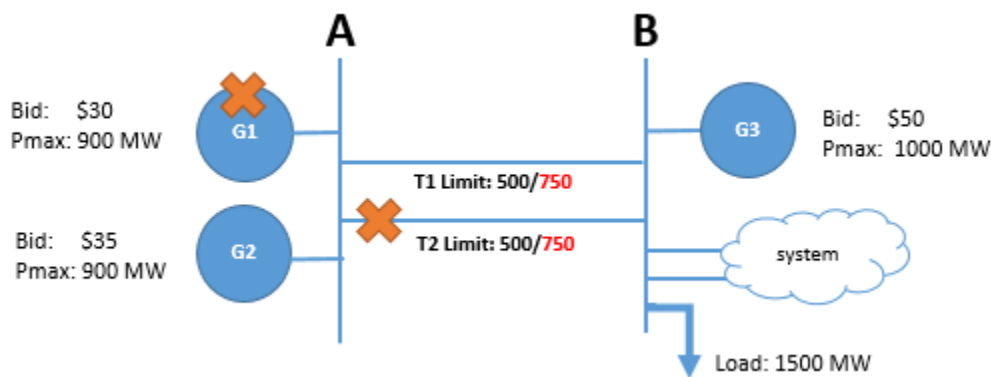 A
B
Bid: $30
Pmax: 900 MW
G1
G3
Bid: $50
Pmax: 1000 MW
T1 Limit: 500/750
Bid: $35
Pmax: 900 MW
G2
T2 Limit: 500/750
system
Load: 1500 MW